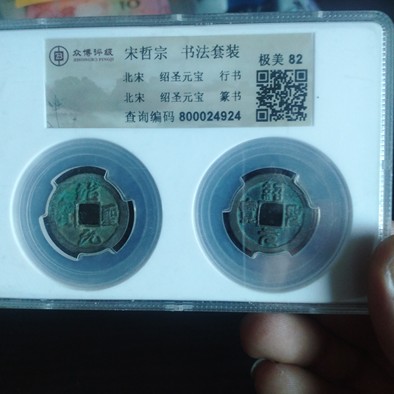 众博评级
宋哲宗 书法套装
极美 82
北宋 绍圣元宝 行书
北宋 绍圣元宝 篆书
查询编码 800024924